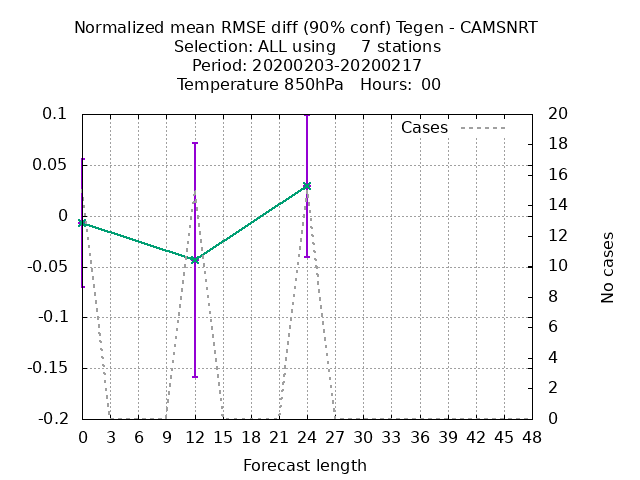 Normalized mean RMSE diff (90% conf) Tegen - CAMSNRT
Selection: ALL using 7 stations
Period: 20200203-20200217
Temperature 850hPa Hours: 00
Cases
0.1
0.05
0
-0.05
-0.1
-0.15
-0.2
20
18
16
14
12
10
8
6
4
2
0
No cases
0 3 6 9 12 15 18 21 24 27 30 33 36 39 42 45 48
Forecast length